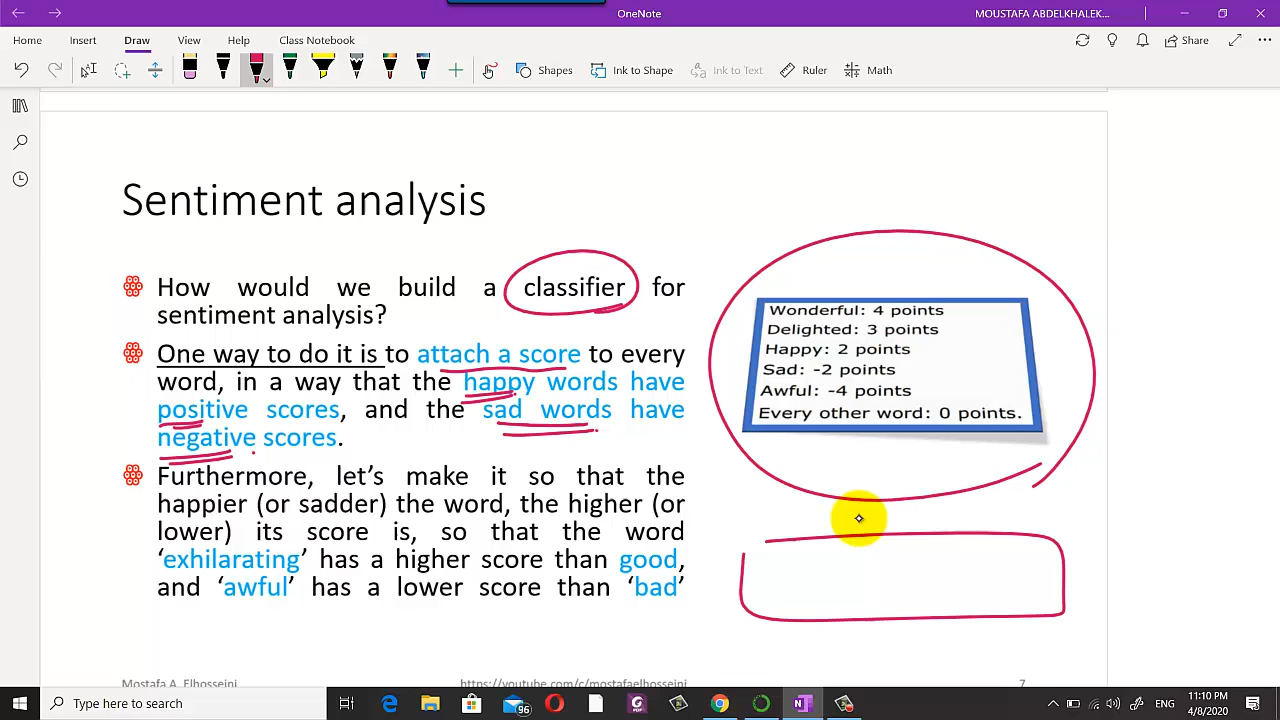 OneNote
MOUSTAFA ABDELKHALEK...
Home Insert Draw View Help Class Notebook
Share
Shapes Ink to Shape Ink to Text Ruler Math
Sentiment analysis
How would we build a classifier for
sentiment analysis?
One way to do it is to attach a score to every
word, in a way that the happy words have
positive scores, and the sad words have
negative scores.
Furthermore, let’s make it so that the
happier (or sadder) the word, the higher (or
lower) its score is, so that the word
‘exhilarating’ has a higher score than good,
and ‘awful’ has a lower score than ‘bad’
Wonderful: 4 points
Delighted: 3 points
Happy: 2 points
Sad: -2 points
Awful: -4 points
Every other word: 0 points.
Mostafa A. Elhosseini https://youtube.com/c/mostafaelhosseini 7
Type here to search
96
ENG
11:10 PM
4/8/2020